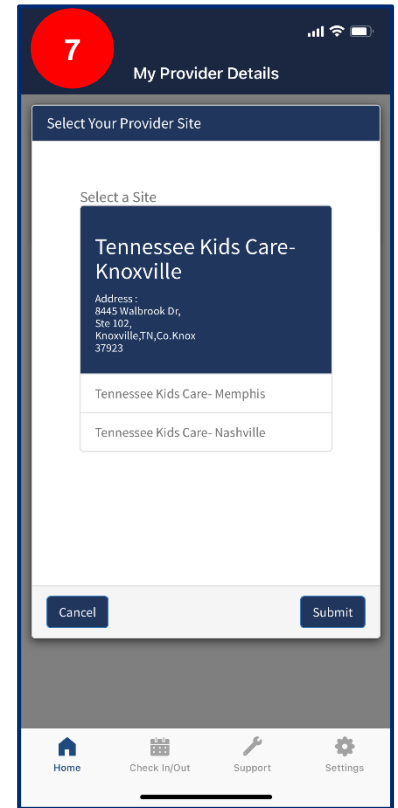 7
My Provider Details
Select Your Provider Site
Select a Site
Tennessee Kids Care-
Knoxville
Address :
8445 Walbrook Dr,
Ste 102,
Knoxville,TN,Co.Knox
37923
Tennessee Kids Care- Memphis
Tennessee Kids Care- Nashville
Cancel
Submit
Home
Check In/Out
Support
Settings